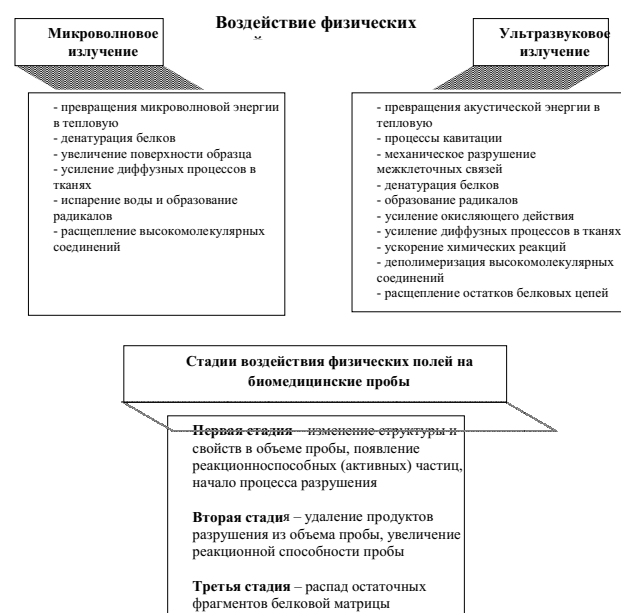 Воздействие физических
Микроволновое
излучение
Ультразвуковое
излучение
- превращения микроволновой энергии
в тепловую
- денатурация белков
- увеличение поверхности образца
- усиление диффузных процессов в
тканях
- испарение воды и образование
радикалов
- расщепление высокомолекулярных
соединений
- превращения акустической энергии в
тепловую
- процессы кавитации
- механическое разрушение
межклеточных связей
- денатурация белков
- образование радикалов
- усиление окисляющего действия
- усиление диффузных процессов в тканях
- ускорение химических реакций
- деполимеризация высокомолекулярных
соединений
- расщепление остатков белковых цепей
Стадии воздействия физических полей на
биомедицинские пробы
Первая стадия – изменение структуры и
свойств в объеме пробы, появление
реакционноспособных (активных) частиц,
начало процесса разрушения
Вторая стадия – удаление продуктов
разрушения из объема пробы, увеличение
реакционной способности пробы
Третья стадия – распад остаточных
фрагментов белковой матрицы